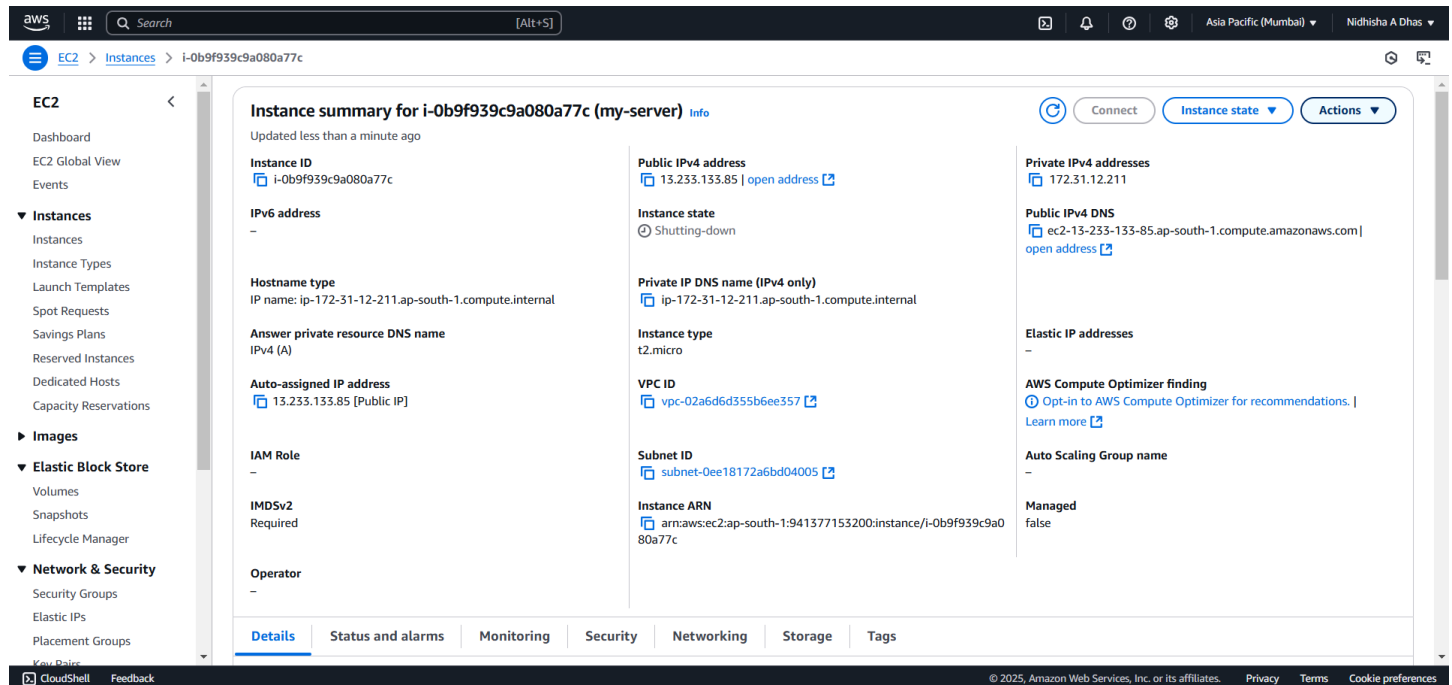 aws
Search [Alt+S]
Asia Pacific (Mumbai)
Nidhisha A Dhas
EC2 > Instances > i-0b9f939c9a080a77c
EC2
Dashboard
EC2 Global View
Events
Instances
Instances
Instance Types
Launch Templates
Spot Requests
Savings Plans
Reserved Instances
Dedicated Hosts
Capacity Reservations
Images
Elastic Block Store
Volumes
Snapshots
Lifecycle Manager
Network & Security
Security Groups
Elastic IPs
Placement Groups
Key Pairs
Instance summary for i-0b9f939c9a080a77c (my-server) Info
Connect
Instance state
Actions
Updated less than a minute ago
Instance ID
i-0b9f939c9a080a77c
Public IPv4 address
13.233.133.85 | open address
Private IPv4 addresses
172.31.12.211
IPv6 address
–
Instance state
Shutting-down
Public IPv4 DNS
ec2-13-233-133-85.ap-south-1.compute.amazonaws.com |
open address
Hostname type
IP name: ip-172-31-12-211.ap-south-1.compute.internal
Private IP DNS name (IPv4 only)
ip-172-31-12-211.ap-south-1.compute.internal
Answer private resource DNS name
IPv4 (A)
Instance type
t2.micro
Elastic IP addresses
–
Auto-assigned IP address
13.233.133.85 [Public IP]
VPC ID
vpc-02a6d6d355b6ee357
AWS Compute Optimizer finding
Opt-in to AWS Compute Optimizer for recommendations. |
Learn more
IAM Role
–
Subnet ID
subnet-0ee18172a6bd04005
Auto Scaling Group name
–
IMDSv2
Required
Instance ARN
arn:aws:ec2:ap-south-1:941377153200:instance/i-0b9f939c9a0
80a77c
Managed
false
Operator
–
Details
Status and alarms
Monitoring
Security
Networking
Storage
Tags
CloudShell
Feedback
© 2025, Amazon Web Services, Inc. or its affiliates.
Privacy
Terms
Cookie preferences